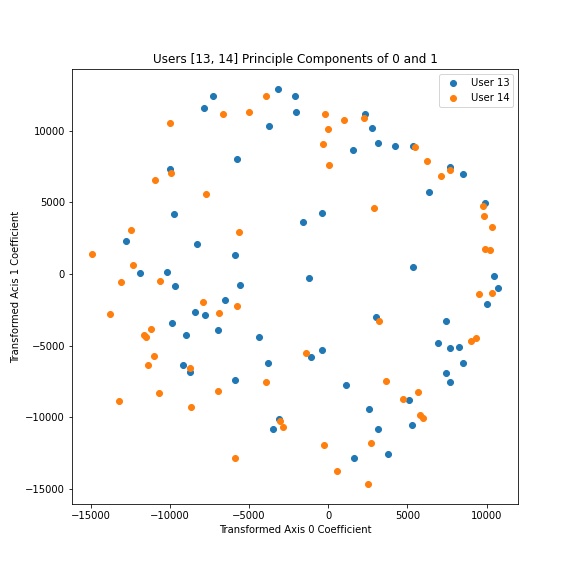 Users [13, 14] Principle Components of 0 and 1
User 13
User 14
10000
5000
0
−5000
−10000
−15000
Transformed Acis 1 Coefficient
−15000 −10000 −5000 0 5000 10000
Transformed Axis 0 Coefficient